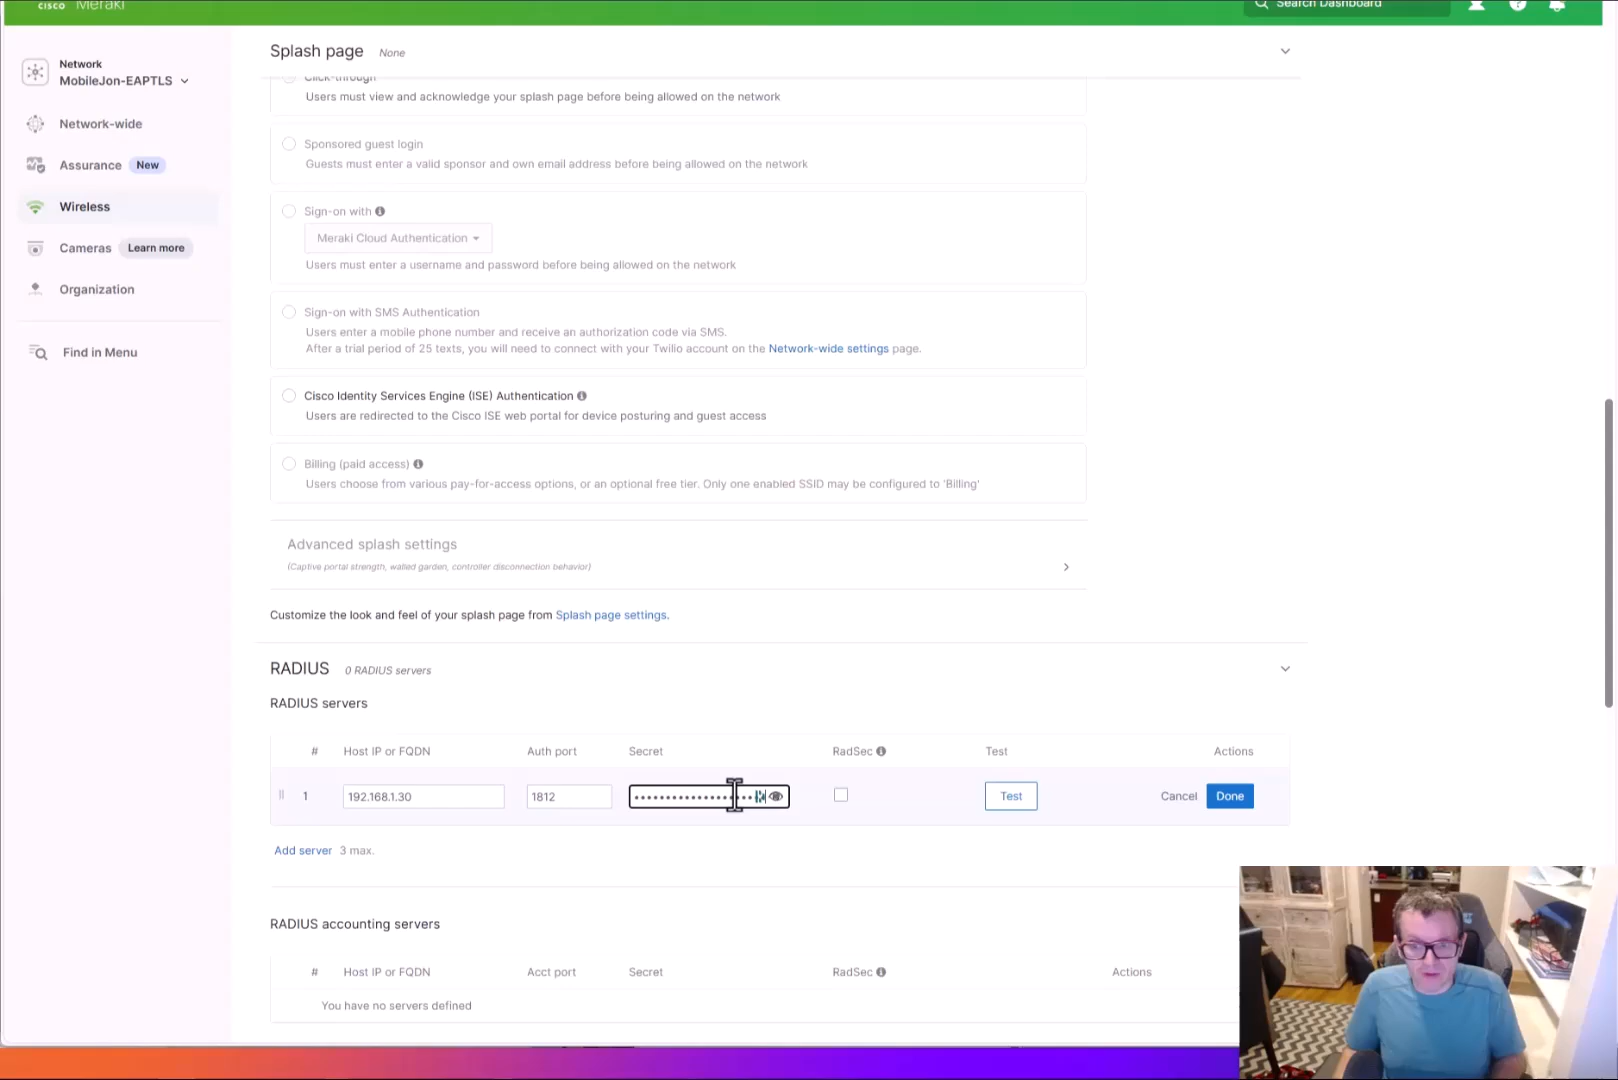 CISCO Meraki
Search Dashboard
Network
MobileJon-EAPTLS
Network-wide
Assurance New
Wireless
Cameras Learn more
Organization
Find in Menu
Splash page None
Click-through
Users must view and acknowledge your splash page before being allowed on the network
Sponsored guest login
Guests must enter a valid sponsor and own email address before being allowed on the network
Sign-on with
Meraki Cloud Authentication
Users must enter a username and password before being allowed on the network
Sign-on with SMS Authentication
Users enter a mobile phone number and receive an authorization code via SMS.
After a trial period of 25 texts, you will need to connect with your Twilio account on the Network-wide settings page.
Cisco Identity Services Engine (ISE) Authentication
Users are redirected to the Cisco ISE web portal for device posturing and guest access
Billing (paid access)
Users choose from various pay-for-access options, or an optional free tier. Only one enabled SSID may be configured to 'Billing'
Advanced splash settings
(Captive portal strength, walled garden, controller disconnection behavior)
Customize the look and feel of your splash page from Splash page settings.
RADIUS 0 RADIUS servers
RADIUS servers
# Host IP or FQDN Auth port Secret RadSec Test Actions
1 192.168.1.30 1812 Test Cancel Done
Add server 3 max.
RADIUS accounting servers
# Host IP or FQDN Acct port Secret RadSec Actions
You have no servers defined